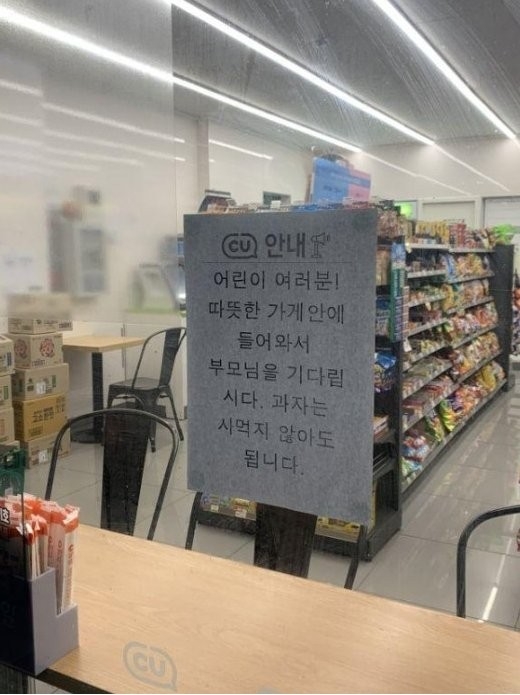 CU 안내
어린이 여러분!
따뜻한 가게안에
들어와서
부모님을 기다립
시다. 과자는
사먹지 않아도
됩니다.
CU